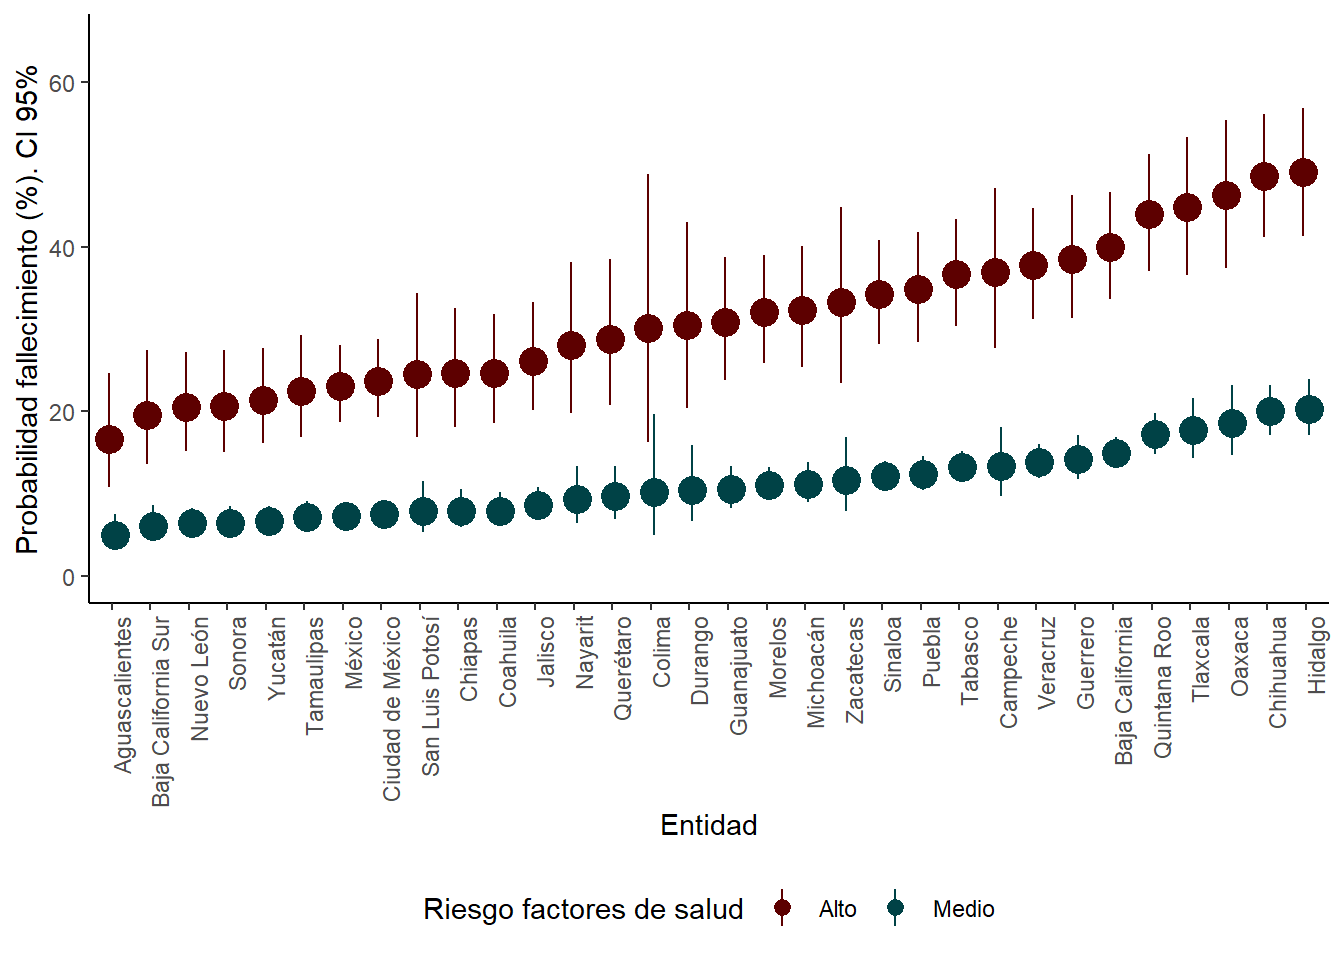 Probabilidad fallecimiento (%). CI 95%
60
40
20
0
Aguascalientes
Baja California Sur
Nuevo León
Sonora
Yucatán
Tamaulipas
México
Ciudad de México
San Luis Potosí
Chiapas
Coahuila
Jalisco
Nayarit
Querétaro
Colima
Durango
Guanajuato
Morelos
Michoacán
Zacatecas
Sinaloa
Puebla
Tabasco
Campeche
Veracruz
Guerrero
Baja California
Quintana Roo
Tlaxcala
Oaxaca
Chihuahua
Hidalgo
Entidad
Riesgo factores de salud Alto Medio